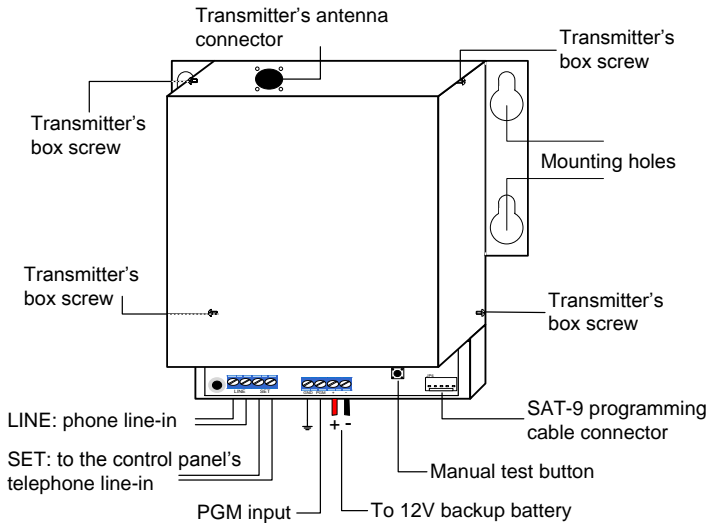 Transmitter's antenna
connector
Transmitter's
box screw
Transmitter's
box screw
Mounting holes
Transmitter's
box screw
Transmitter's
box screw
LINE SET
GND PGM + -
+ -
LINE: phone line-in
SET: to the control panel's
telephone line-in
SAT-9 programming
cable connector
Manual test button
PGM input
To 12V backup battery